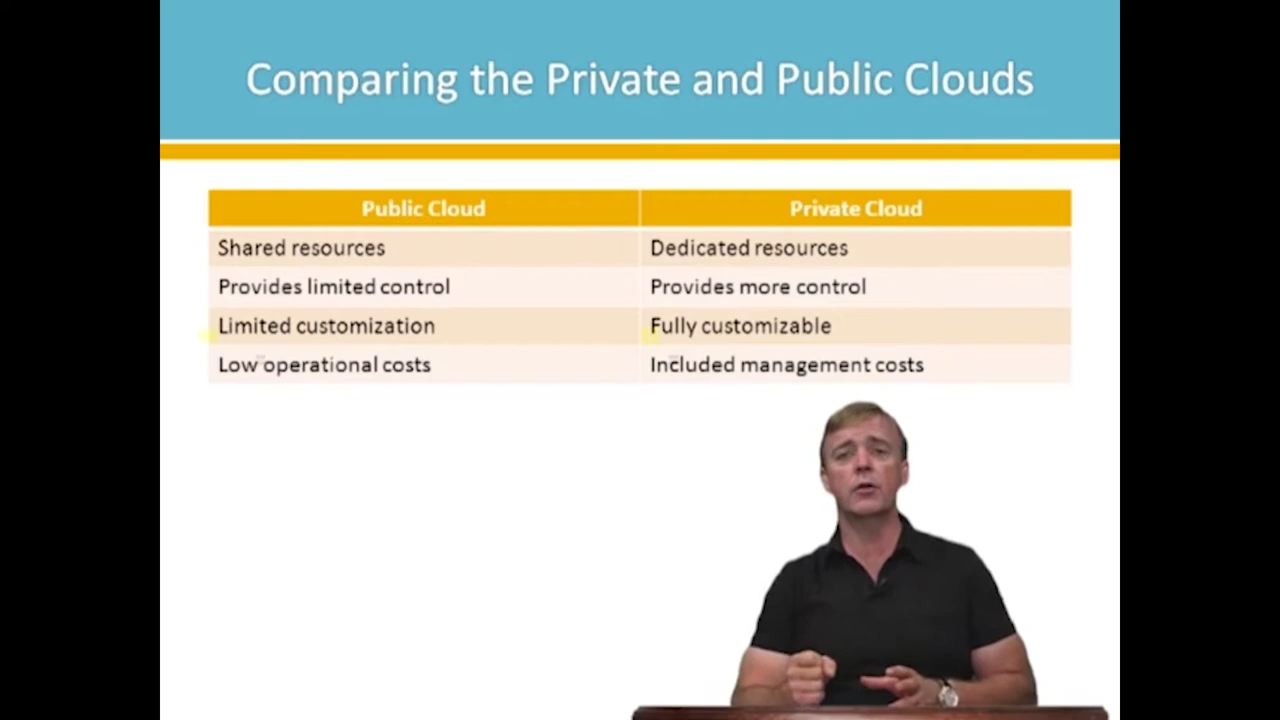 Comparing the Private and Public Clouds
Public Cloud Private Cloud
Shared resources Dedicated resources
Provides limited control Provides more control
Limited customization Fully customizable
Low operational costs Included management costs